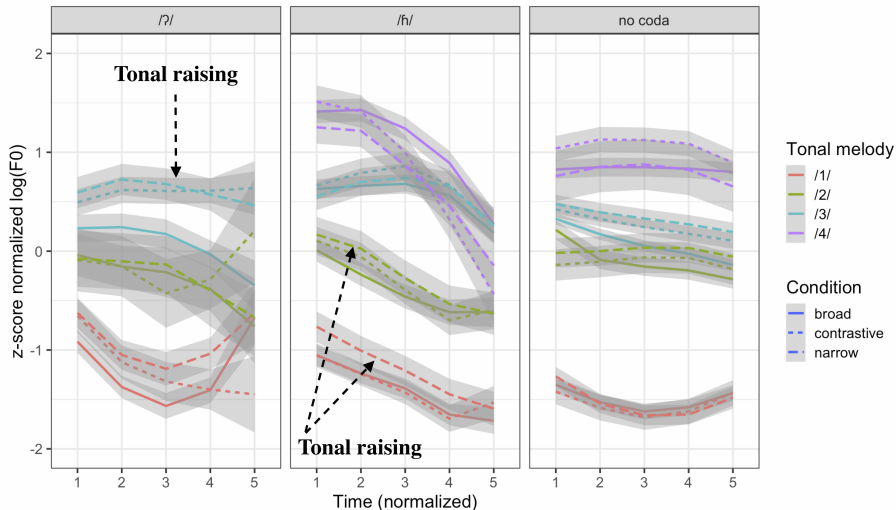 /ʔ/
/ɦ/
no coda
z-score normalized log(F0)
2
1
0
-1
-2
Tonal raising
Tonal raising
1 2 3 4 5
1 2 3 4 5
1 2 3 4 5
Time (normalized)
Tonal melody
/1/
/2/
/3/
/4/
Condition
broad
contrastive
narrow